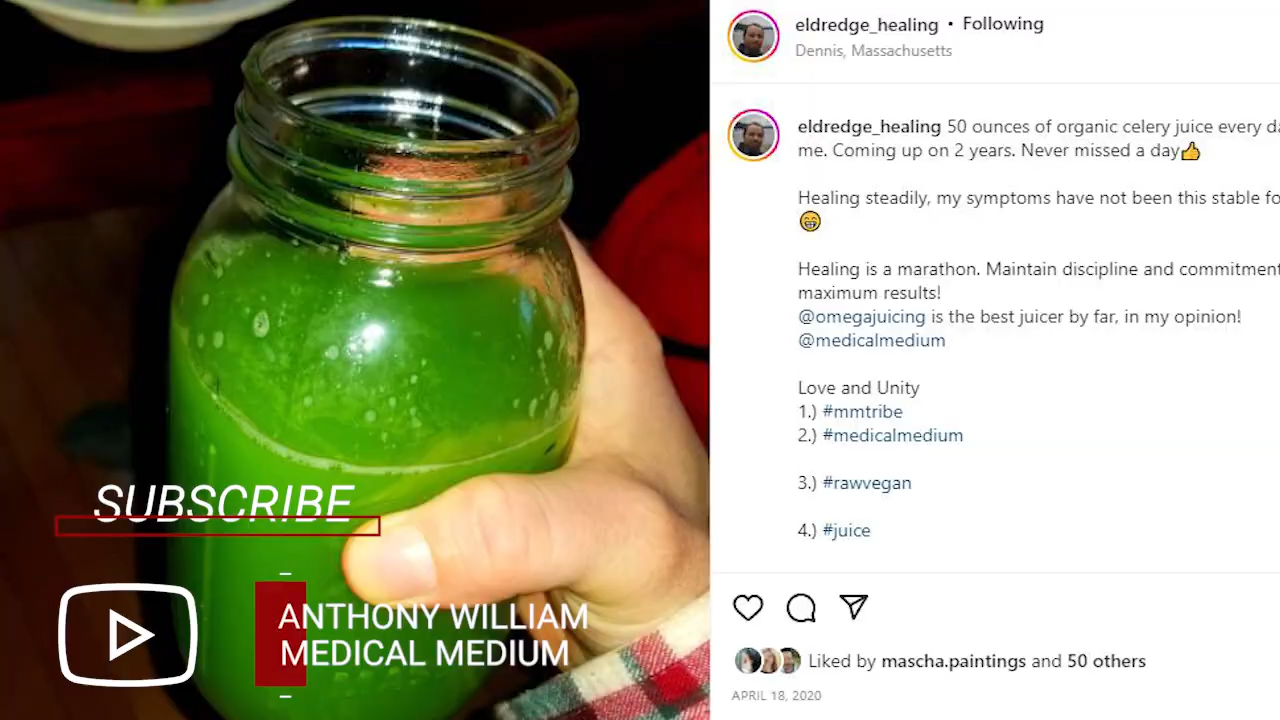 SUBSCRIBE
ANTHONY WILLIAM
MEDICAL MEDIUM
eldredge_healing • Following
Dennis, Massachusetts
eldredge_healing 50 ounces of organic celery juice every
me. Coming up on 2 years. Never missed a day👍
Healing steadily, my symptoms have not been this stable
😁
Healing is a marathon. Maintain discipline and commitment
maximum results!
@omegajuicing is the best juicer by far, in my opinion!
@medicalmedium
Love and Unity
1.) #mmtribe
2.) #medicalmedium
3.) #rawvegan
4.) #juice
Liked by mascha.paintings and 50 others
APRIL 18, 2020